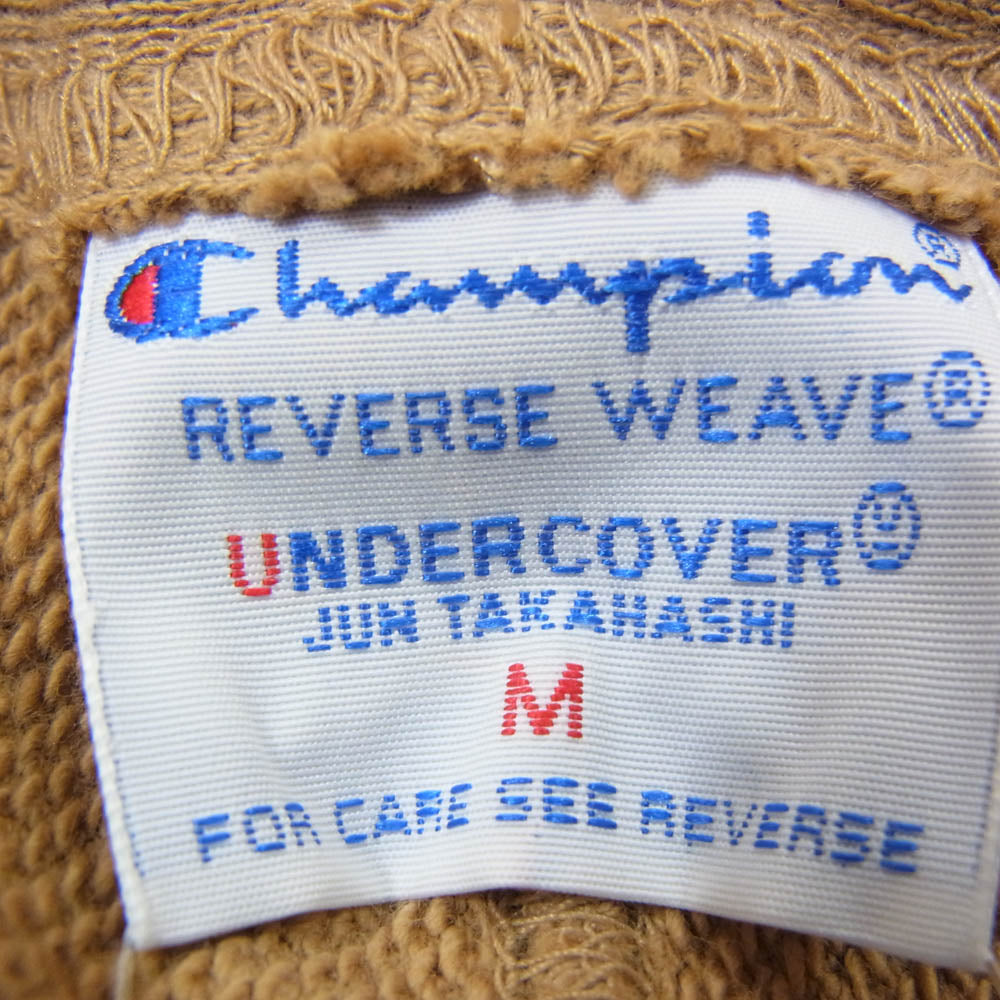 Champion®
REVERSE WEAVE®
UNDERCOVER Ⓤ
JUN TAKAHASHI
M
FOR CARE SEE REVERSE